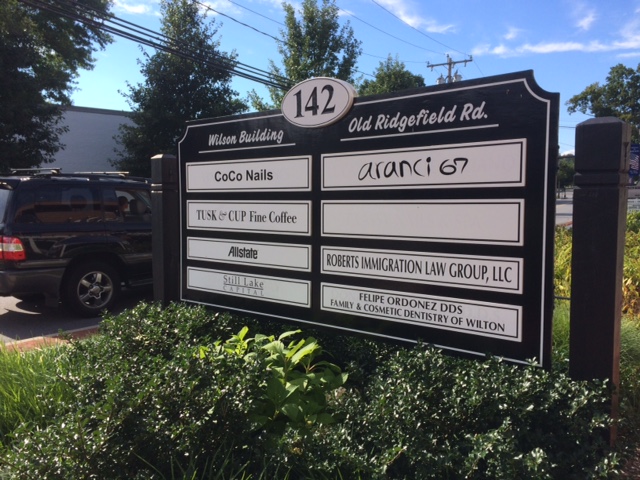 142
Wilson Building
Old Ridgefield Rd.
CoCo Nails
aranci 67
TUSK & CUP Fine Coffee
Allstate
ROBERTS IMMIGRATION LAW GROUP, LLC
Still Lake
CAPITAL
FELIPE ORDONEZ DDS
FAMILY & COSMETIC DENTISTRY OF WILTON